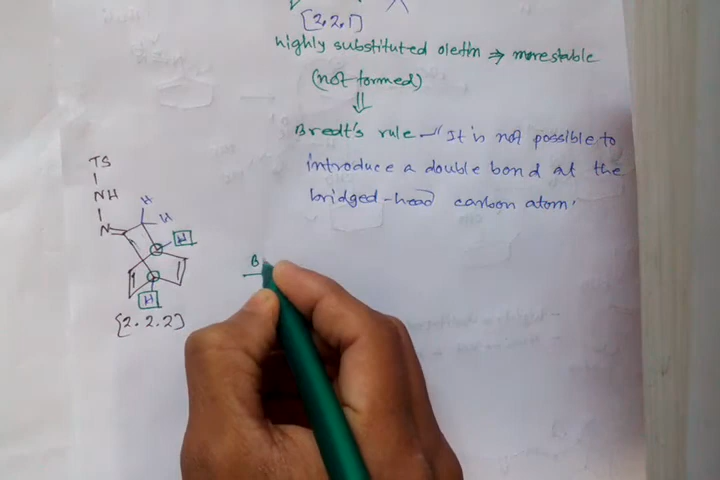 [2,2,1]
highly substituted olefin ⇒ more stable
(not formed)
⇓
Bredt's rule – It is not possible to
introduce a double bond at the
bridged-head carbon atom.
TS
NH
N
H
H
H
H
[2.2.2]
B